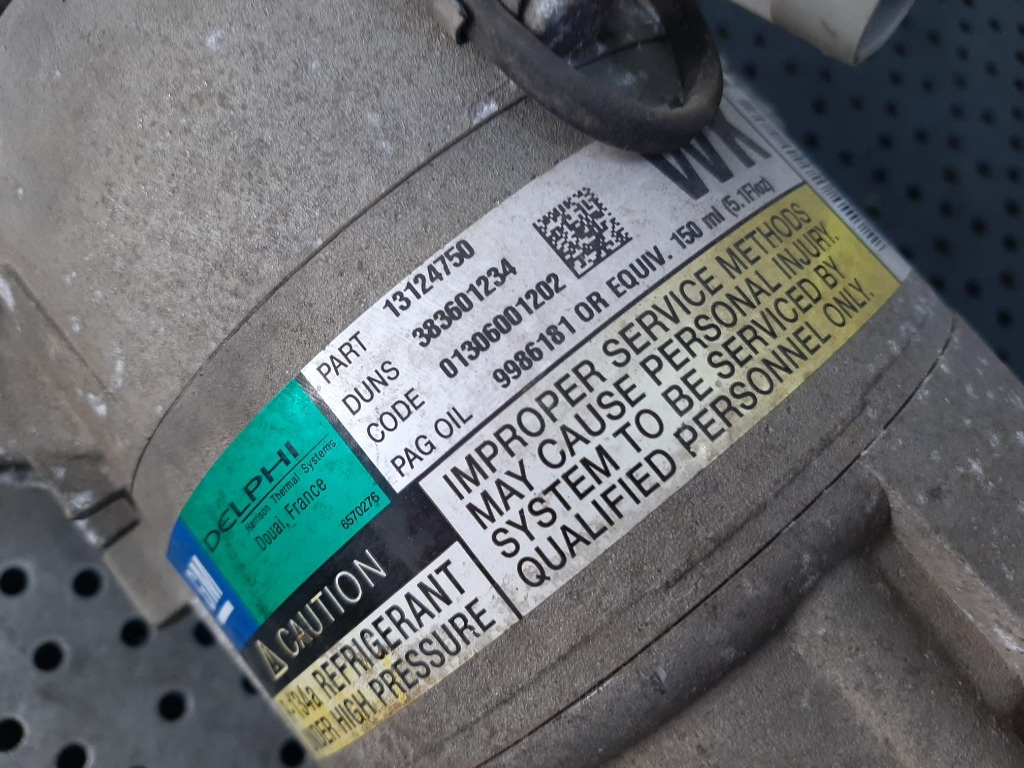 WK
PART 13124750
DUNS 383601234
CODE 01306001202
PAG OIL 9986181 OR EQUIV. 150 ml (5.1Floz)
DELPHI
Harrison Thermal Systems
Douai, France
6570276
CAUTION
IMPROPER SERVICE METHODS
MAY CAUSE PERSONAL INJURY.
SYSTEM TO BE SERVICED BY
QUALIFIED PERSONNEL ONLY.
R-134a REFRIGERANT
UNDER HIGH PRESSURE